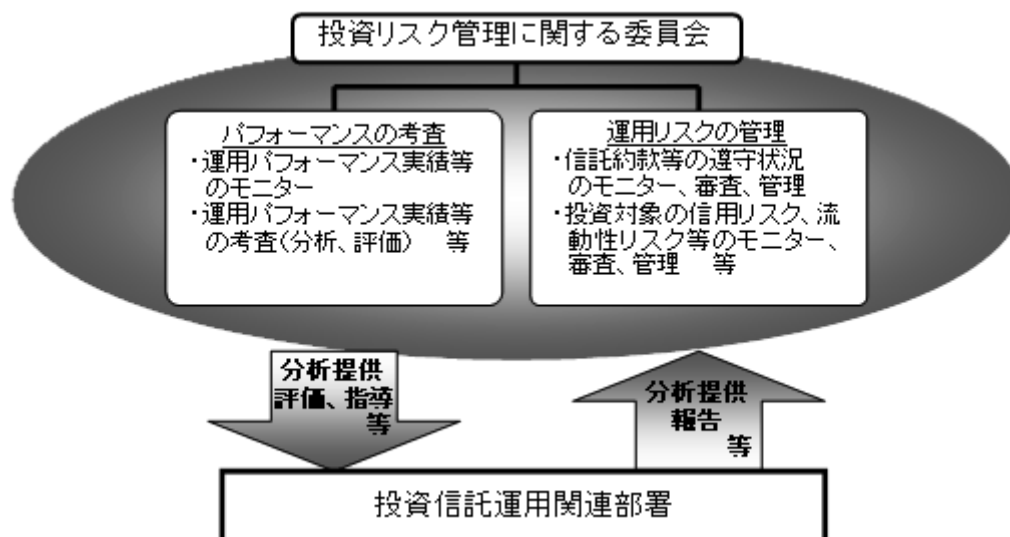 投資リスク管理に関する委員会
パフォーマンスの考査
・運用パフォーマンス実績等
のモニター
・運用パフォーマンス実績等
の考査(分析、評価) 等
運用リスクの管理
・信託約款等の遵守状況
のモニター、審査、管理
・投資対象の信用リスク、流
動性リスク等のモニター、
審査、管理 等
分析提供
評価、指導
等
分析提供
報告
等
投資信託運用関連部署